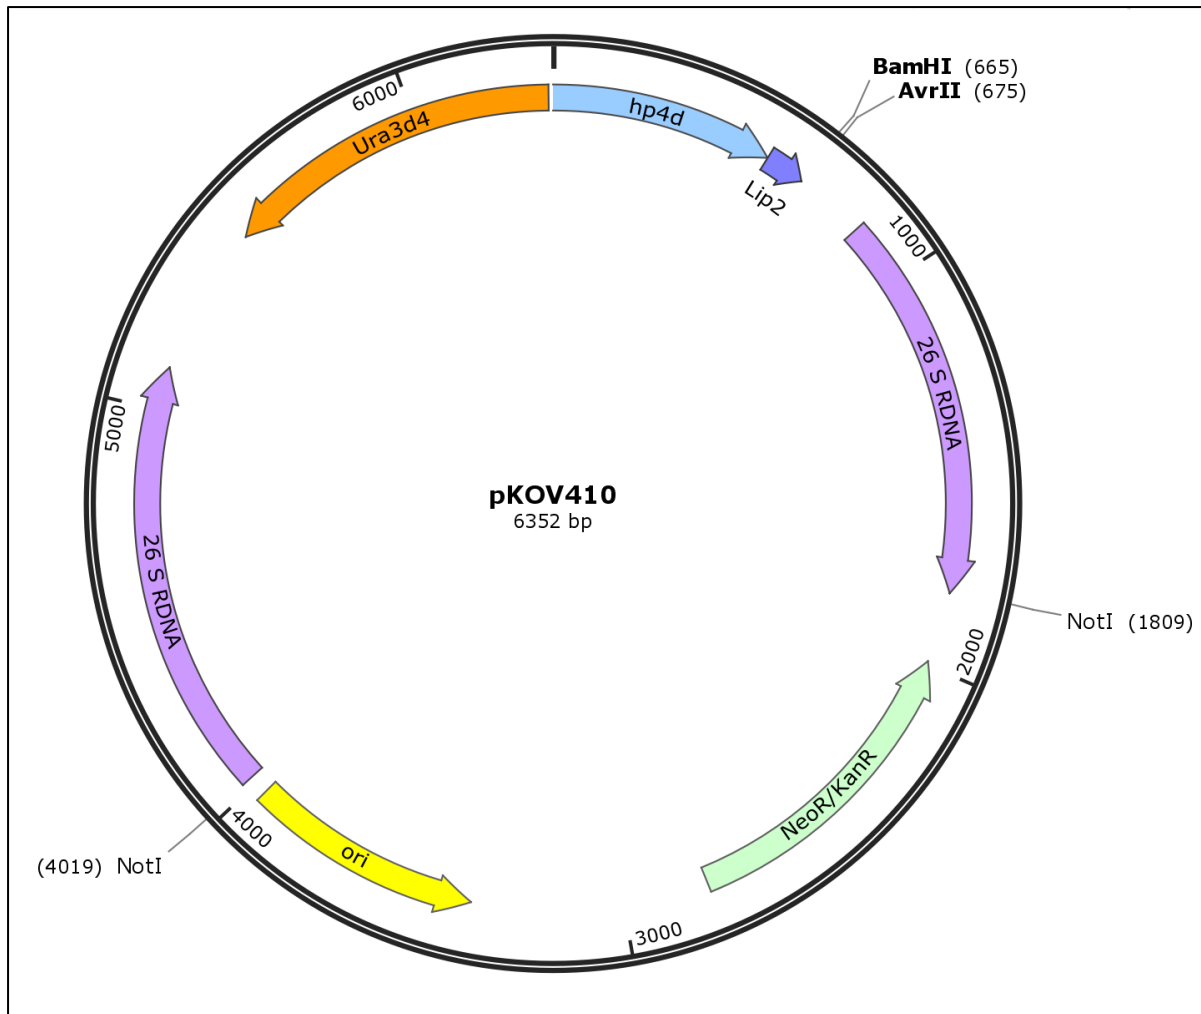 BamHI (665)
AvrII (675)
6000
Ura3d4
hp4d
Lip2
1000
26 S RDNA
5000
pKOV410
6352 bp
26 S RDNA
NotI (1809)
2000
NeoR/KanR
4000
ori
(4019) NotI
3000